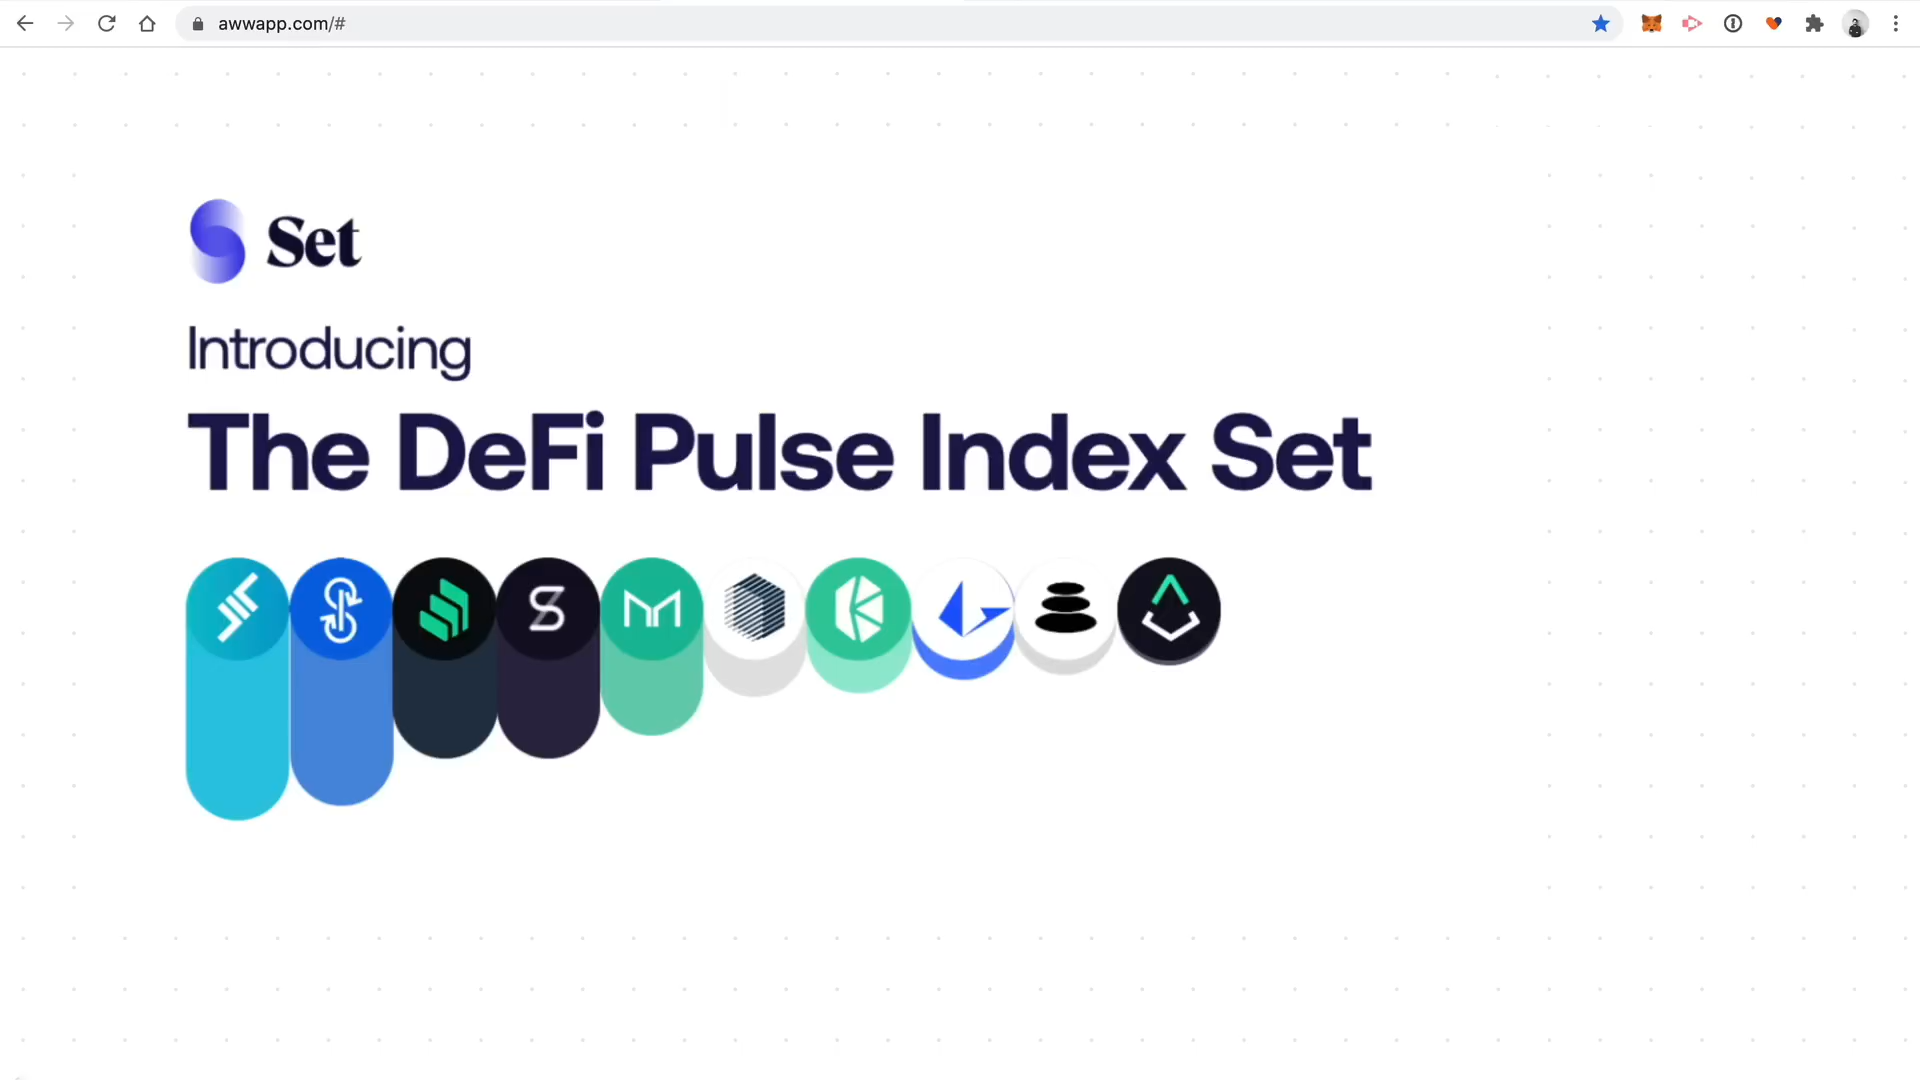 awwapp.com/#
Set
Introducing
The DeFi Pulse Index Set